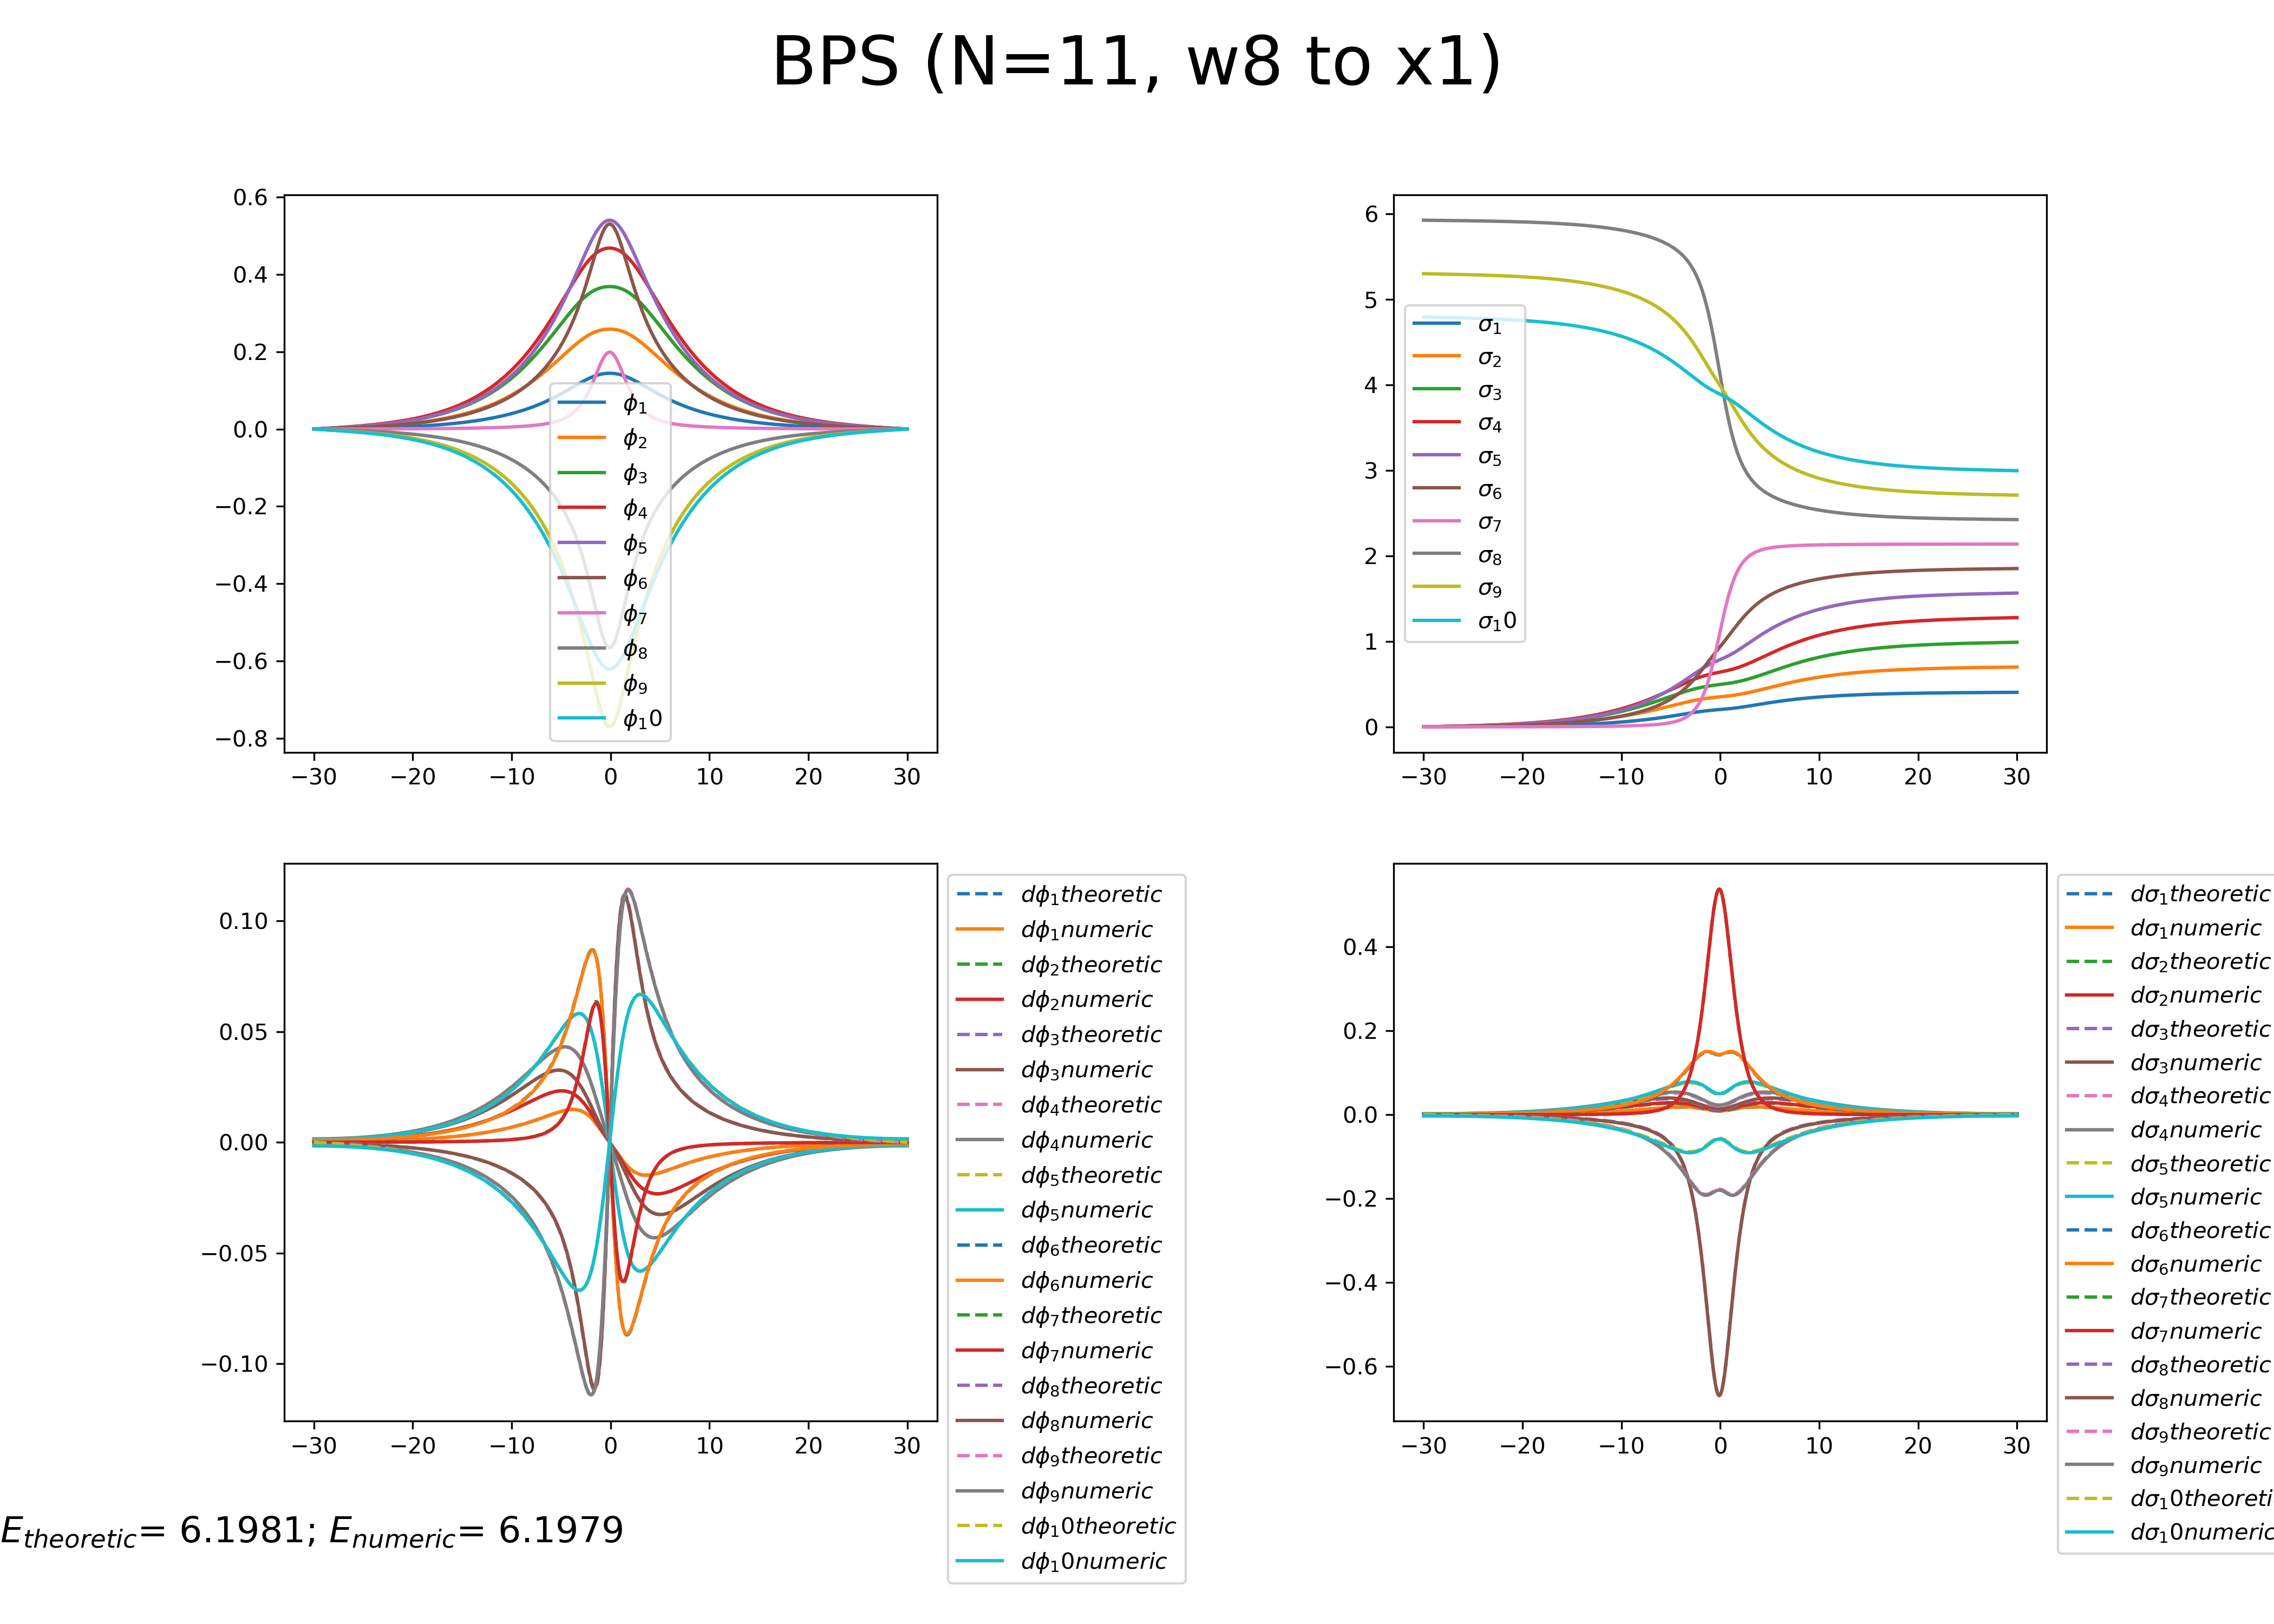 BPS (N=11, w8 to x1)
0.6
0.4
0.2
0.0
−0.2
−0.4
−0.6
−0.8
−30
−20
−10
0
10
20
30
ϕ₁
ϕ₂
ϕ₃
ϕ₄
ϕ₅
ϕ₆
ϕ₇
ϕ₈
ϕ₉
ϕ₁0
6
5
4
3
2
1
0
−30
−20
−10
0
10
20
30
σ₁
σ₂
σ₃
σ₄
σ₅
σ₆
σ₇
σ₈
σ₉
σ₁0
0.10
0.05
0.00
−0.05
−0.10
−30
−20
−10
0
10
20
30
dϕ₁theoretic
dϕ₁numeric
dϕ₂theoretic
dϕ₂numeric
dϕ₃theoretic
dϕ₃numeric
dϕ₄theoretic
dϕ₄numeric
dϕ₅theoretic
dϕ₅numeric
dϕ₆theoretic
dϕ₆numeric
dϕ₇theoretic
dϕ₇numeric
dϕ₈theoretic
dϕ₈numeric
dϕ₉theoretic
dϕ₉numeric
dϕ₁0theoretic
dϕ₁0numeric
0.4
0.2
0.0
−0.2
−0.4
−0.6
−30
−20
−10
0
10
20
30
dσ₁theoretic
dσ₁numeric
dσ₂theoretic
dσ₂numeric
dσ₃theoretic
dσ₃numeric
dσ₄theoretic
dσ₄numeric
dσ₅theoretic
dσ₅numeric
dσ₆theoretic
dσ₆numeric
dσ₇theoretic
dσ₇numeric
dσ₈theoretic
dσ₈numeric
dσ₉theoretic
dσ₉numeric
dσ₁0theoreti
dσ₁0numeric
E_theoretic= 6.1981; E_numeric= 6.1979